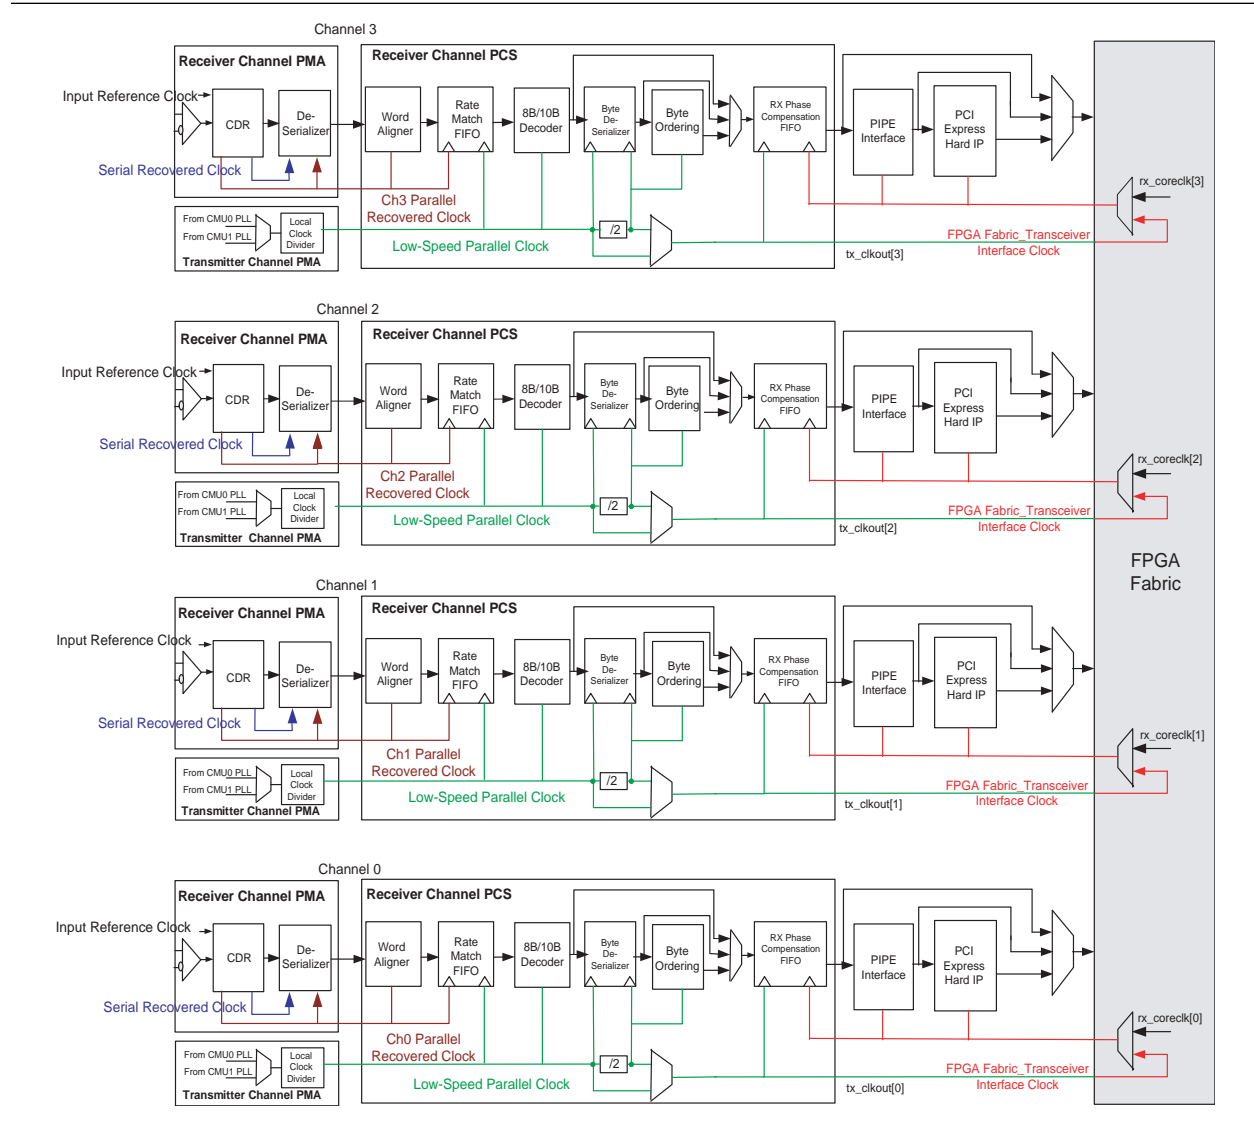 Channel 3
Receiver Channel PMA
Receiver Channel PCS
Input Reference Clock
CDR
De-
Serializer
Word
Aligner
Rate
Match
FIFO
8B/10B
Decoder
Byte
De-
Serializer
Byte
Ordering
RX Phase
Compensation
FIFO
PIPE
Interface
PCI
Express
Hard IP
Serial Recovered Clock
Ch3 Parallel
Recovered Clock
rx_coreclk[3]
From CMU0 PLL
From CMU1 PLL
Local
Clock
Divider
Transmitter Channel PMA
/2
Low-Speed Parallel Clock
tx_clkout[3]
FPGA Fabric_Transceiver
Interface Clock
Channel 2
Receiver Channel PMA
Receiver Channel PCS
Input Reference Clock
CDR
De-
Serializer
Word
Aligner
Rate
Match
FIFO
8B/10B
Decoder
Byte
De-
Serializer
Byte
Ordering
RX Phase
Compensation
FIFO
PIPE
Interface
PCI
Express
Hard IP
Serial Recovered Clock
Ch2 Parallel
Recovered Clock
rx_coreclk[2]
From CMU0 PLL
From CMU1 PLL
Local
Clock
Divider
Transmitter Channel PMA
/2
Low-Speed Parallel Clock
tx_clkout[2]
FPGA Fabric_Transceiver
Interface Clock
FPGA
Fabric
Channel 1
Receiver Channel PMA
Receiver Channel PCS
Input Reference Clock
CDR
De-
Serializer
Word
Aligner
Rate
Match
FIFO
8B/10B
Decoder
Byte
De-
Serializer
Byte
Ordering
RX Phase
Compensation
FIFO
PIPE
Interface
PCI
Express
Hard IP
Serial Recovered Clock
Ch1 Parallel
Recovered Clock
rx_coreclk[1]
From CMU0 PLL
From CMU1 PLL
Local
Clock
Divider
Transmitter Channel PMA
/2
Low-Speed Parallel Clock
tx_clkout[1]
FPGA Fabric_Transceiver
Interface Clock
Channel 0
Receiver Channel PMA
Receiver Channel PCS
Input Reference Clock
CDR
De-
Serializer
Word
Aligner
Rate
Match
FIFO
8B/10B
Decoder
Byte
De-
Serializer
Byte
Ordering
RX Phase
Compensation
FIFO
PIPE
Interface
PCI
Express
Hard IP
Serial Recovered Clock
Ch0 Parallel
Recovered Clock
rx_coreclk[0]
From CMU0 PLL
From CMU1 PLL
Local
Clock
Divider
Transmitter Channel PMA
/2
Low-Speed Parallel Clock
tx_clkout[0]
FPGA Fabric_Transceiver
Interface Clock